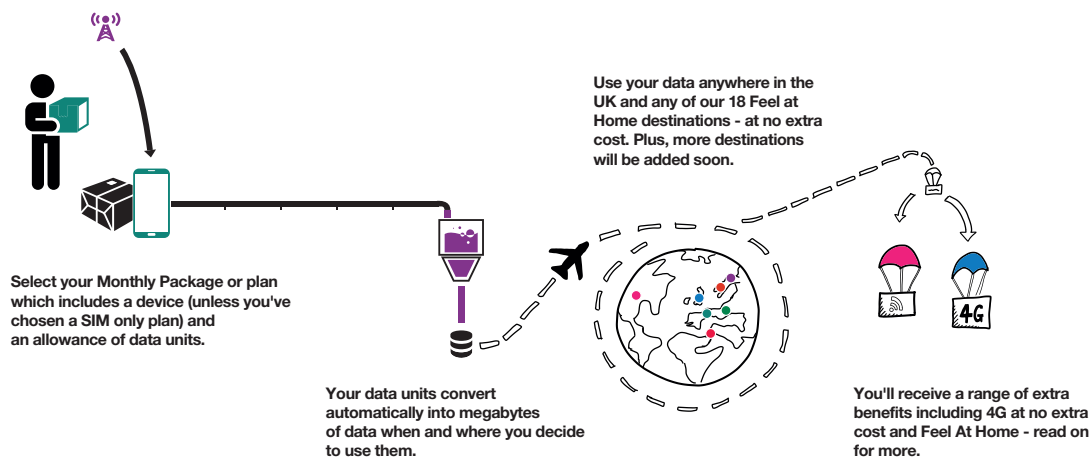 Select your Monthly Package or plan
which includes a device (unless you've
chosen a SIM only plan) and
an allowance of data units.
Your data units convert
automatically into megabytes
of data when and where you decide
to use them.
Use your data anywhere in the
UK and any of our 18 Feel at
Home destinations - at no extra
cost. Plus, more destinations
will be added soon.
4G
You'll receive a range of extra
benefits including 4G at no extra
cost and Feel At Home - read on
for more.